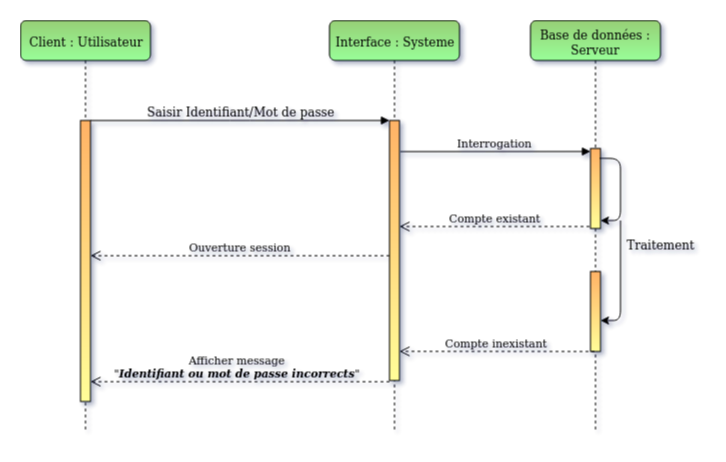 Client : Utilisateur
Interface : Systeme
Base de données :
Serveur
Saisir Identifiant/Mot de passe
Interrogation
Compte existant
Ouverture session
Traitement
Compte inexistant
Afficher message
"Identifiant ou mot de passe incorrects"